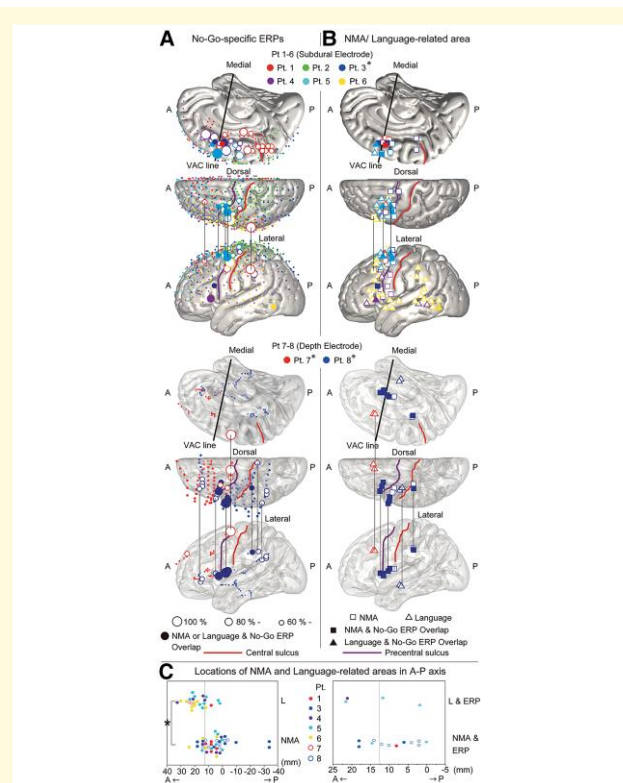 A No-Go-specific ERPs B NMA/ Language-related area
Pt 1-6 (Subdural Electrode)
Pt. 1 Pt. 2 Pt. 3*
Pt. 4 Pt. 5 Pt. 6
Medial
A P A P
VAC line VAC line
Dorsal
A P A P
Lateral
A P A P
Pt 7-8 (Depth Electrode)
Medial Pt. 7* Pt. 8* Medial
A P A P
VAC line VAC line
Dorsal Dorsal
A P A P
Lateral Lateral
A P A P
100 % 80 % - 60 % - NMA Language
NMA or Language & No-Go ERP Overlap NMA & No-Go ERP Overlap
Language & No-Go ERP Overlap
Central sulcus Precentral sulcus
C Locations of NMA and Language-related areas in A-P axis
Pt.
L 1 L & ERP
3
4
5
* NMA 6 NMA &
7 ERP
8
40 30 20 10 0 -10 -20 -30 -40 25 20 15 10 5 0 -5 (mm)
A ← → P (mm) A ← → P